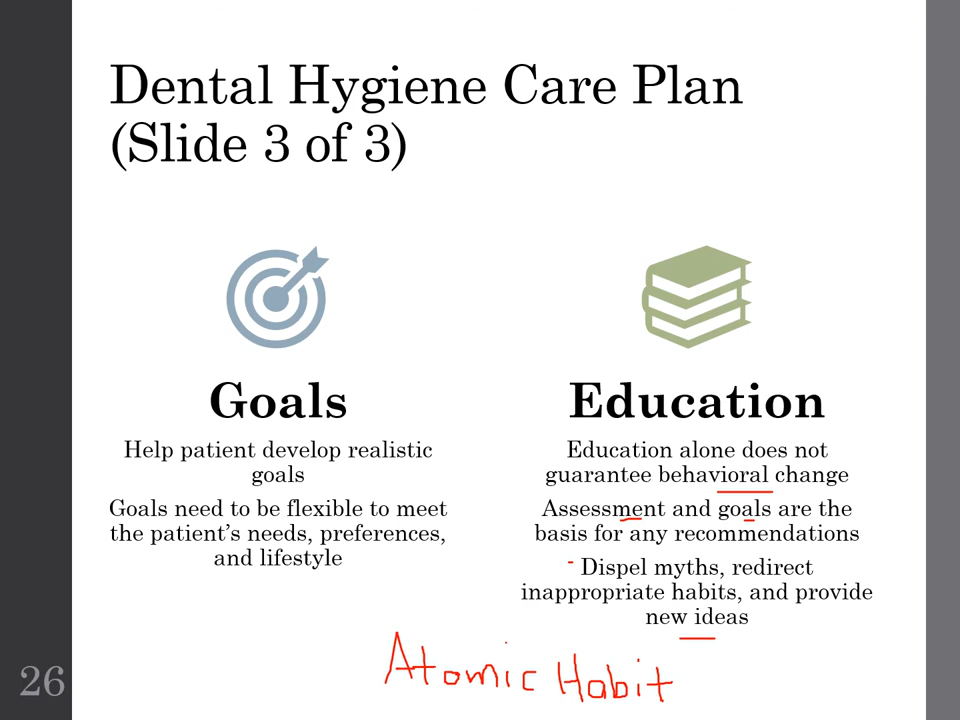 Dental Hygiene Care Plan
(Slide 3 of 3)
Goals
Help patient develop realistic
goals
Goals need to be flexible to meet
the patient's needs, preferences,
and lifestyle
Education
Education alone does not
guarantee behavioral change
Assessment and goals are the
basis for any recommendations
Dispel myths, redirect
inappropriate habits, and provide
new ideas
Atomic Habit
26